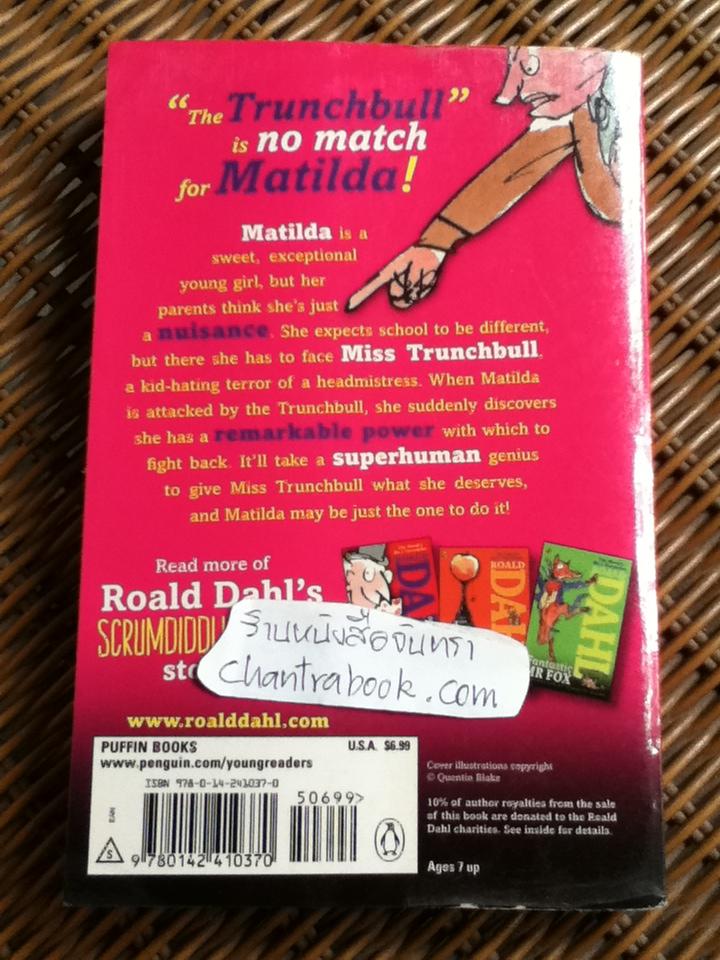 “The Trunchbull”
is no match
for Matilda!
Matilda is a
sweet, exceptional
young girl, but her
parents think she's just
a nuisance. She expects school to be different,
but there she has to face Miss Trunchbull,
a kid-hating terror of a headmistress. When Matilda
is attacked by the Trunchbull, she suddenly discovers
she has a remarkable power with which to
fight back. It'll take a superhuman genius
to give Miss Trunchbull what she deserves,
and Matilda may be just the one to do it!
Read more of
Roald Dahl's
DAHL
ROALD
DAHL
Fantastic
MR FOX
ร้านหนังสือจันทรา
chantrabook.com
www.roalddahl.com
PUFFIN BOOKS
U.S.A. $6.99
www.penguin.com/youngreaders
ISBN 978-0-14-241037-0
50699>
EAN
S
9 780142 410370
Cover illustrations copyright
© Quentin Blake
10% of author royalties from the sale
of this book are donated to the Roald
Dahl charities. See inside for details.
Ages 7 up